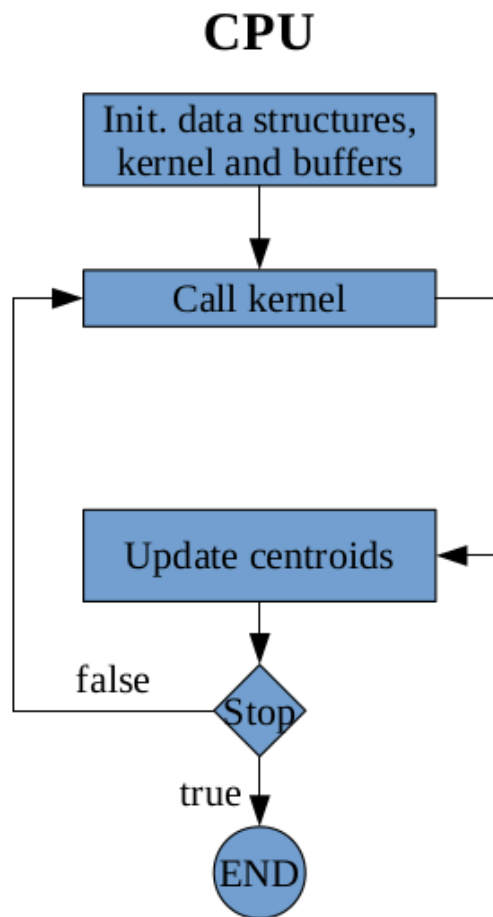 CPU
Init. data structures,
kernel and buffers
Call kernel
Update centroids
false
Stop
true
END